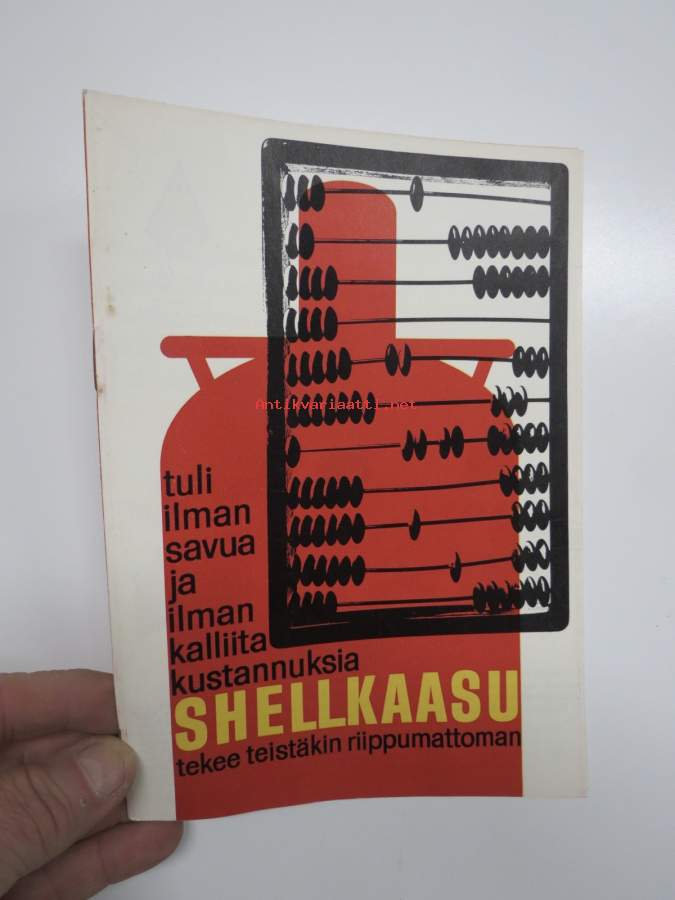 Antikvariaatti.net
tuli
ilman
savua
ja
ilman
kalliita
kustannuksia
SHELLKAASU
tekee teistäkin riippumattoman